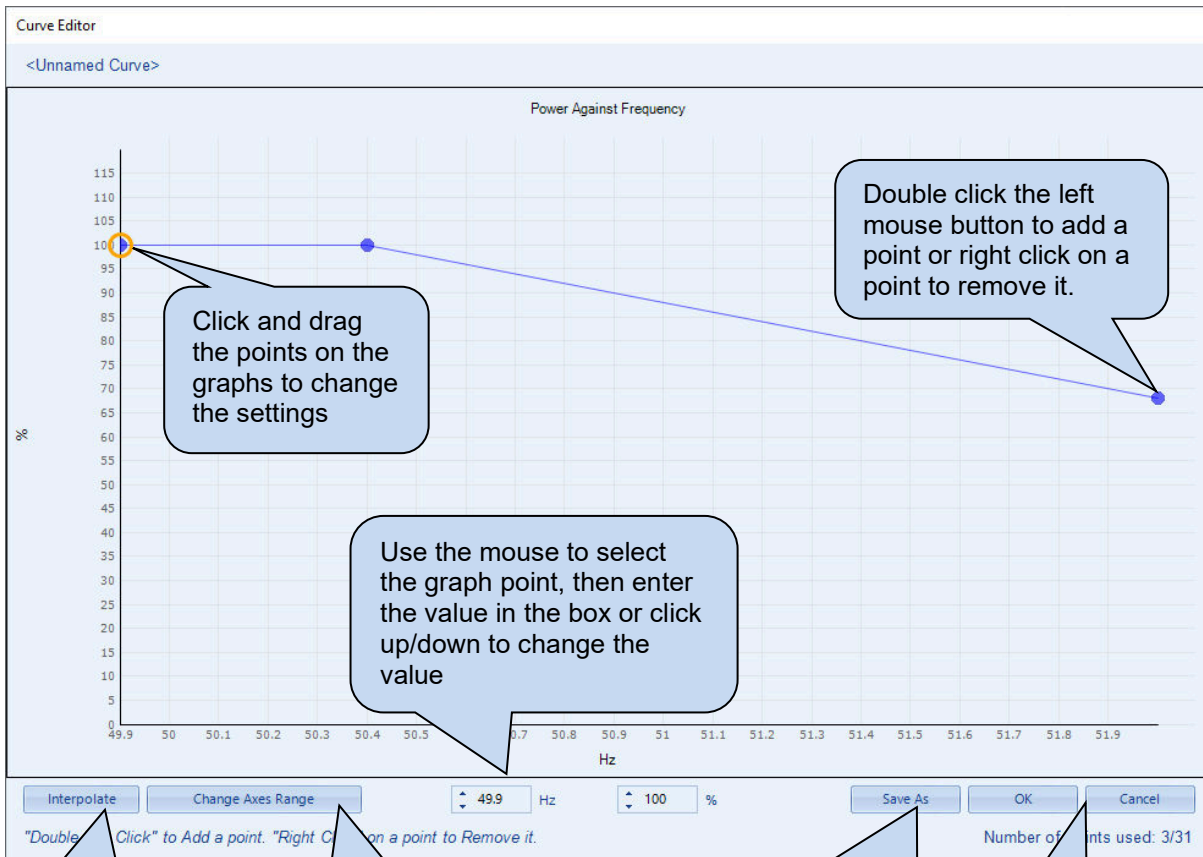 Curve Editor
<Unnamed Curve>
Power Against Frequency
115
110
105
100
95
90
85
80
75
70
65
60
55
50
45
40
35
30
25
20
15
10
5
0
%
49.9 50 50.1 50.2 50.3 50.4 50.5 50.8 50.9 51 51.1 51.2 51.3 51.4 51.5 51.6 51.7 51.8 51.9
Hz
Double click the left
mouse button to add a
point or right click on a
point to remove it.
Click and drag
the points on the
graphs to change
the settings
Use the mouse to select
the graph point, then enter
the value in the box or click
up/down to change the
value
Interpolate Change Axes Range 49.9 Hz 100 % Save As OK Cancel
"Double Click" to Add a point. "Right on a point to Remove it. Number of used: 3/31